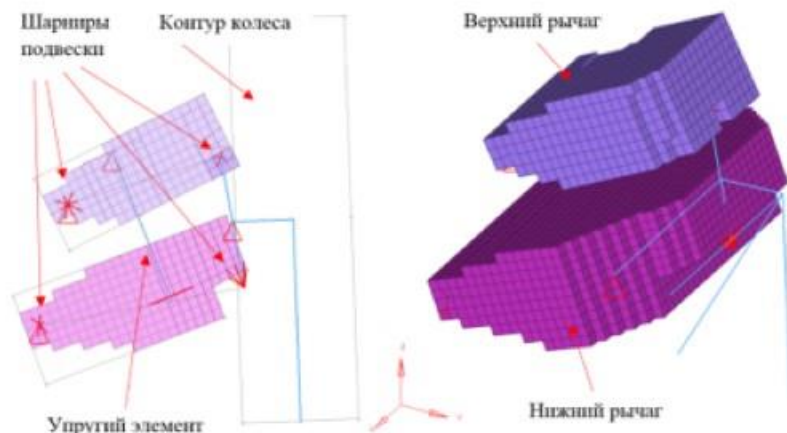 Шарниры
подвески
Контур колеса
Верхний рычаг
Упругий элемент
Нижний рычаг